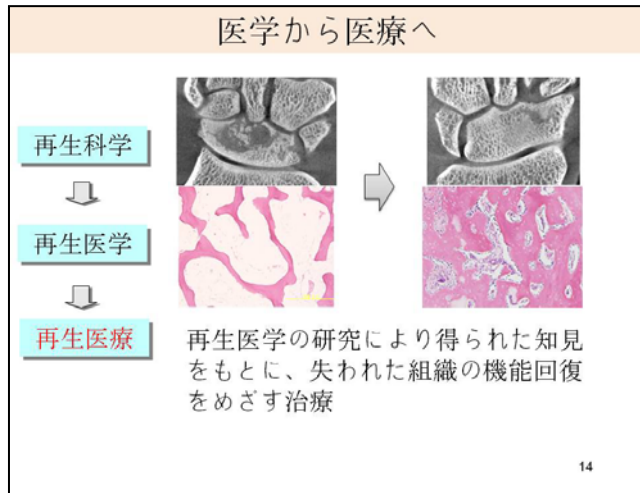 医学から医療へ
再生科学
再生医学
再生医療
再生医学の研究により得られた知見
をもとに、失われた組織の機能回復
をめざす治療
14